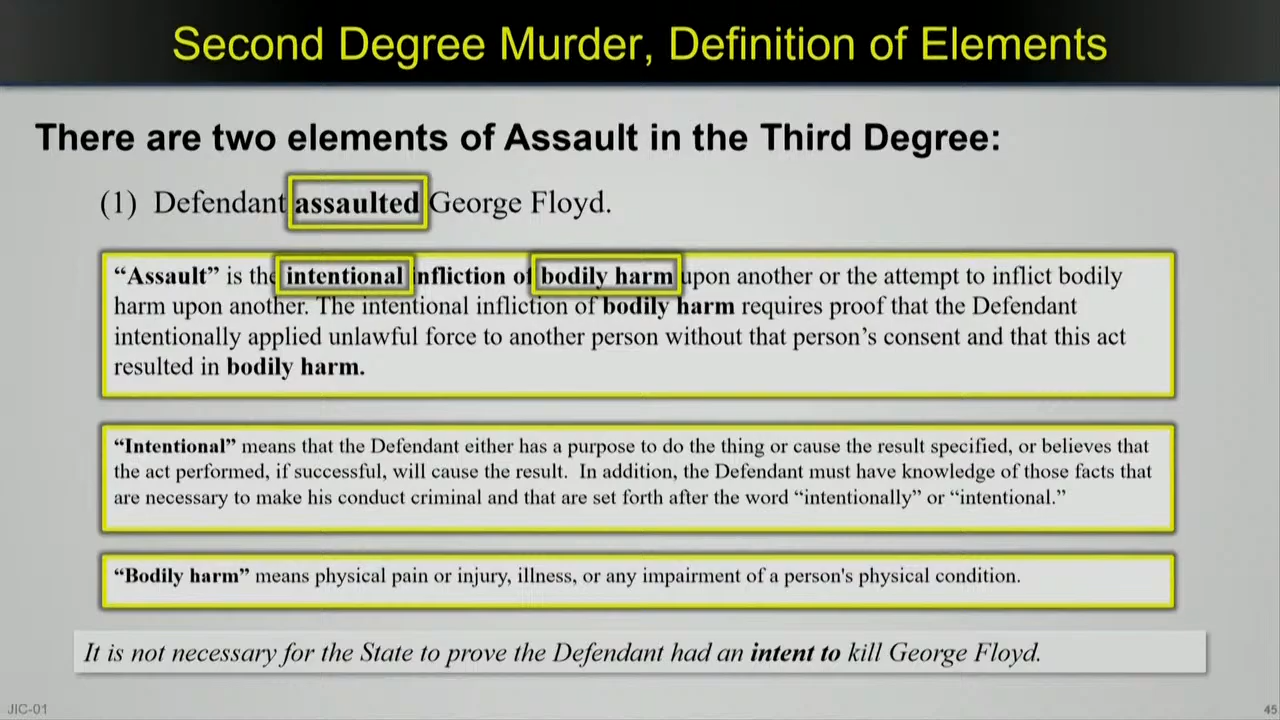 Second Degree Murder, Definition of Elements
There are two elements of Assault in the Third Degree:
(1) Defendant assaulted George Floyd.
“Assault” is the intentional infliction of bodily harm upon another or the attempt to inflict bodily
harm upon another. The intentional infliction of bodily harm requires proof that the Defendant
intentionally applied unlawful force to another person without that person’s consent and that this act
resulted in bodily harm.
“Intentional” means that the Defendant either has a purpose to do the thing or cause the result specified, or believes that
the act performed, if successful, will cause the result. In addition, the Defendant must have knowledge of those facts that
are necessary to make his conduct criminal and that are set forth after the word “intentionally” or “intentional.”
“Bodily harm” means physical pain or injury, illness, or any impairment of a person's physical condition.
It is not necessary for the State to prove the Defendant had an intent to kill George Floyd.
JIC-01
45